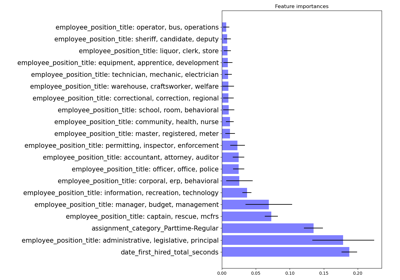 Feature importances
employee_position_title: operator, bus, operations
employee_position_title: sheriff, candidate, deputy
employee_position_title: liquor, clerk, store
employee_position_title: equipment, apprentice, development
employee_position_title: technician, mechanic, electrician
employee_position_title: warehouse, craftsworker, welfare
employee_position_title: correctional, correction, regional
employee_position_title: school, room, behavioral
employee_position_title: community, health, nurse
employee_position_title: master, registered, meter
employee_position_title: permitting, inspector, enforcement
employee_position_title: accountant, attorney, auditor
employee_position_title: officer, office, police
employee_position_title: corporal, erp, behavioral
employee_position_title: information, recreation, technology
employee_position_title: manager, budget, management
employee_position_title: captain, rescue, mcfrs
assignment_category_Parttime-Regular
employee_position_title: administrative, legislative, principal
date_first_hired_total_seconds
0.00 0.05 0.10 0.15 0.20